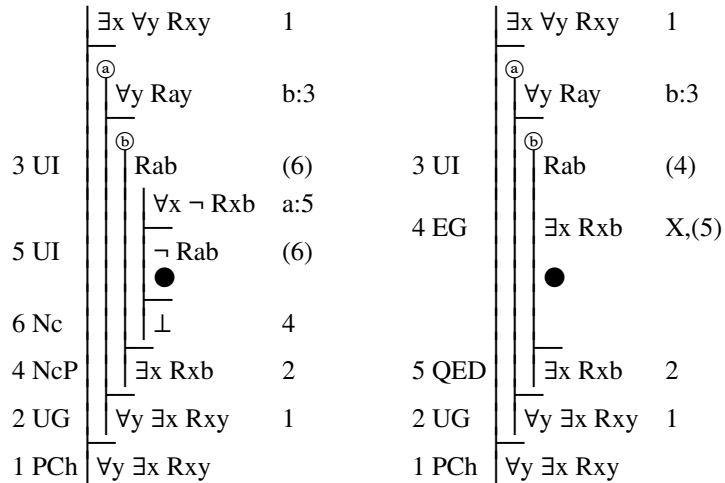 ∃x ∀y Rxy 1
ⓐ
∀y Ray b:3
ⓑ
3 UI Rab (6)
∀x ¬ Rxb a:5
5 UI ¬ Rab (6)
●
6 Nc ⊥ 4
4 NcP ∃x Rxb 2
2 UG ∀y ∃x Rxy 1
1 PCh ∀y ∃x Rxy
∃x ∀y Rxy 1
ⓐ
∀y Ray b:3
ⓑ
3 UI Rab (4)
4 EG ∃x Rxb X,(5)
●
5 QED ∃x Rxb 2
2 UG ∀y ∃x Rxy 1
1 PCh ∀y ∃x Rxy